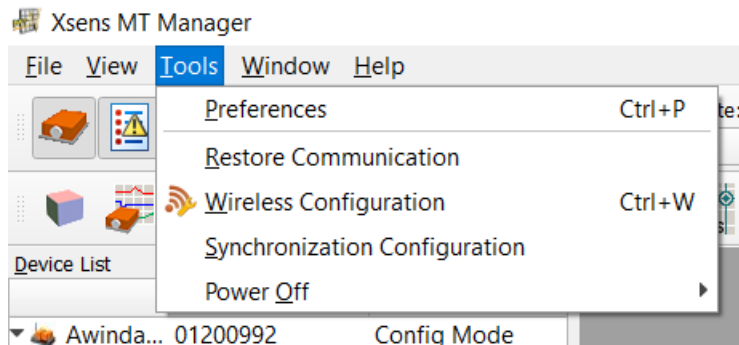 Xsens MT Manager
File View Tools Window Help
Preferences Ctrl+P
te:
Restore Communication
Wireless Configuration Ctrl+W
Synchronization Configuration
Device List
Power Off
Awinda... 01200992 Config Mode